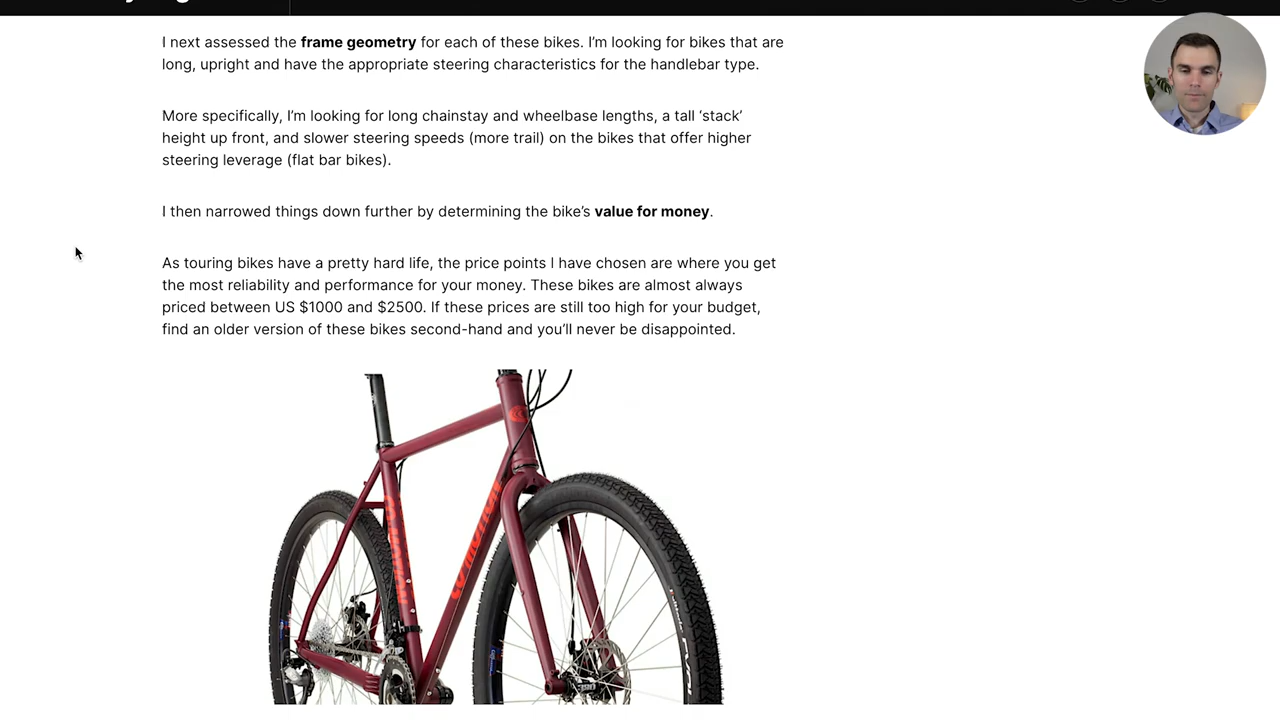 I next assessed the frame geometry for each of these bikes. I’m looking for bikes that are
long, upright and have the appropriate steering characteristics for the handlebar type.
More specifically, I’m looking for long chainstay and wheelbase lengths, a tall ‘stack’
height up front, and slower steering speeds (more trail) on the bikes that offer higher
steering leverage (flat bar bikes).
I then narrowed things down further by determining the bike’s value for money.
As touring bikes have a pretty hard life, the price points I have chosen are where you get
the most reliability and performance for your money. These bikes are almost always
priced between US $1000 and $2500. If these prices are still too high for your budget,
find an older version of these bikes second-hand and you’ll never be disappointed.
CO-MOTION